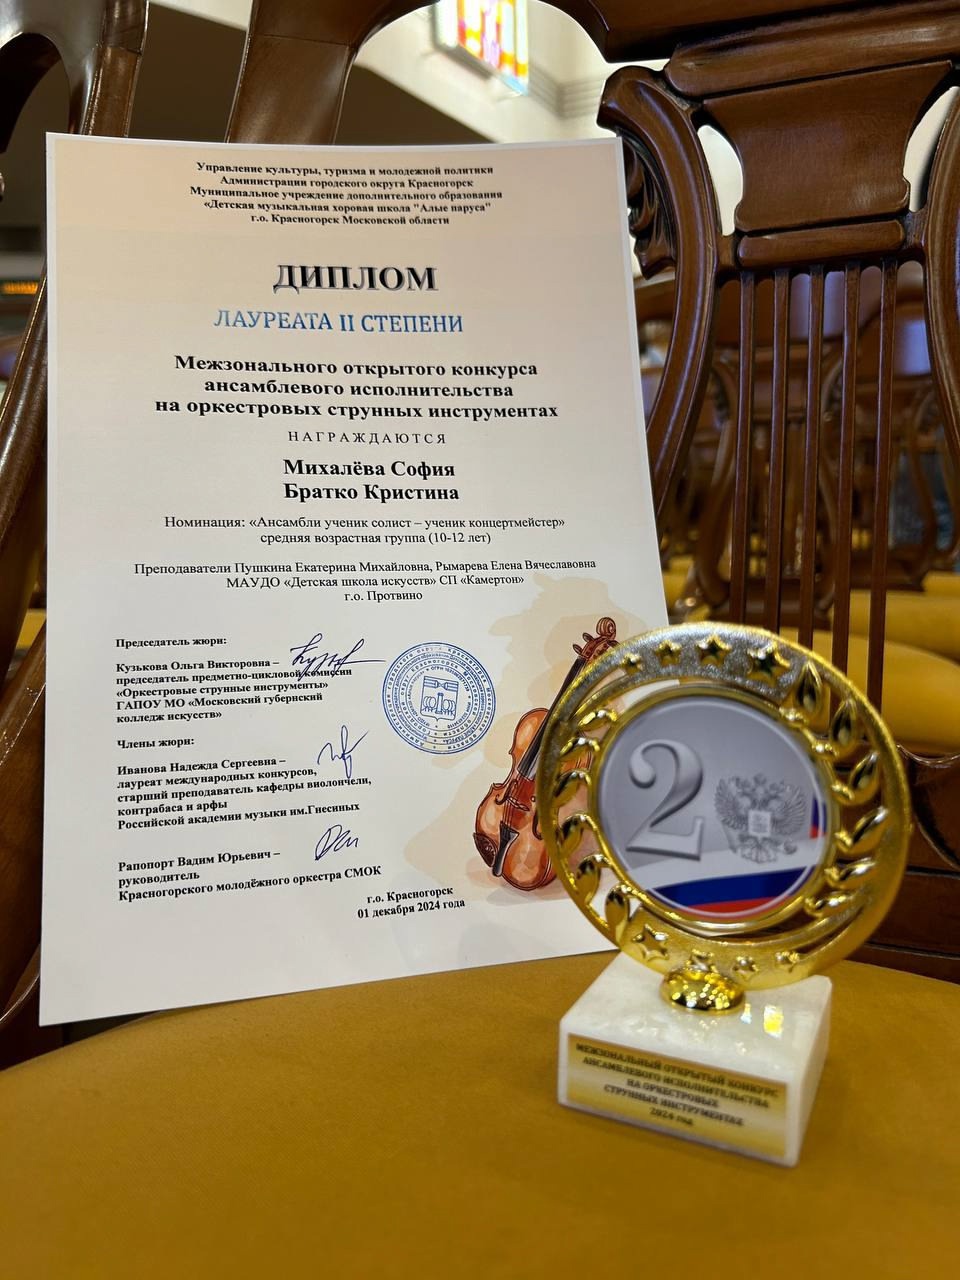 Управление культуры, туризма и молодежной политики
Администрации городского округа Красногорск
Муниципальное учреждение дополнительного образования
«Детская музыкальная хоровая школа "Алые паруса"
г.о. Красногорск Московской области
ДИПЛОМ
ЛАУРЕАТА II СТЕПЕНИ
Межзонального открытого конкурса
ансамблевого исполнительства
на оркестровых струнных инструментах
НАГРАЖДАЮТСЯ
Михалёва София
Братко Кристина
Номинация: «Ансамбли ученик солист – ученик концертмейстер»
средняя возрастная группа (10-12 лет)
Преподаватели Пушкина Екатерина Михайловна, Рымарева Елена Вячеславовна
МАУДО «Детская школа искусств» СП «Камертон»
г.о. Протвино
Председатель жюри:
Кузькова Ольга Викторовна –
председатель предметно-цикловой комиссии
«Оркестровые струнные инструменты»
ГАПОУ МО «Московский губернский
колледж искусств»
Члены жюри:
Иванова Надежда Сергеевна –
лауреат международных конкурсов,
старший преподаватель кафедры виолончели,
контрабаса и арфы
Российской академии музыки им.Гнесиных
Рапопорт Вадим Юрьевич –
руководитель
Красногорского молодёжного оркестра СМОК
г.о. Красногорск
01 декабря 2024 года
2
МЕЖЗОНАЛЬНЫЙ ОТКРЫТЫЙ КОНКУРС
АНСАМБЛЕВОГО ИСПОЛНИТЕЛЬСТВА
НА ОРКЕСТРОВЫХ
СТРУННЫХ ИНСТРУМЕНТАХ
2024 год